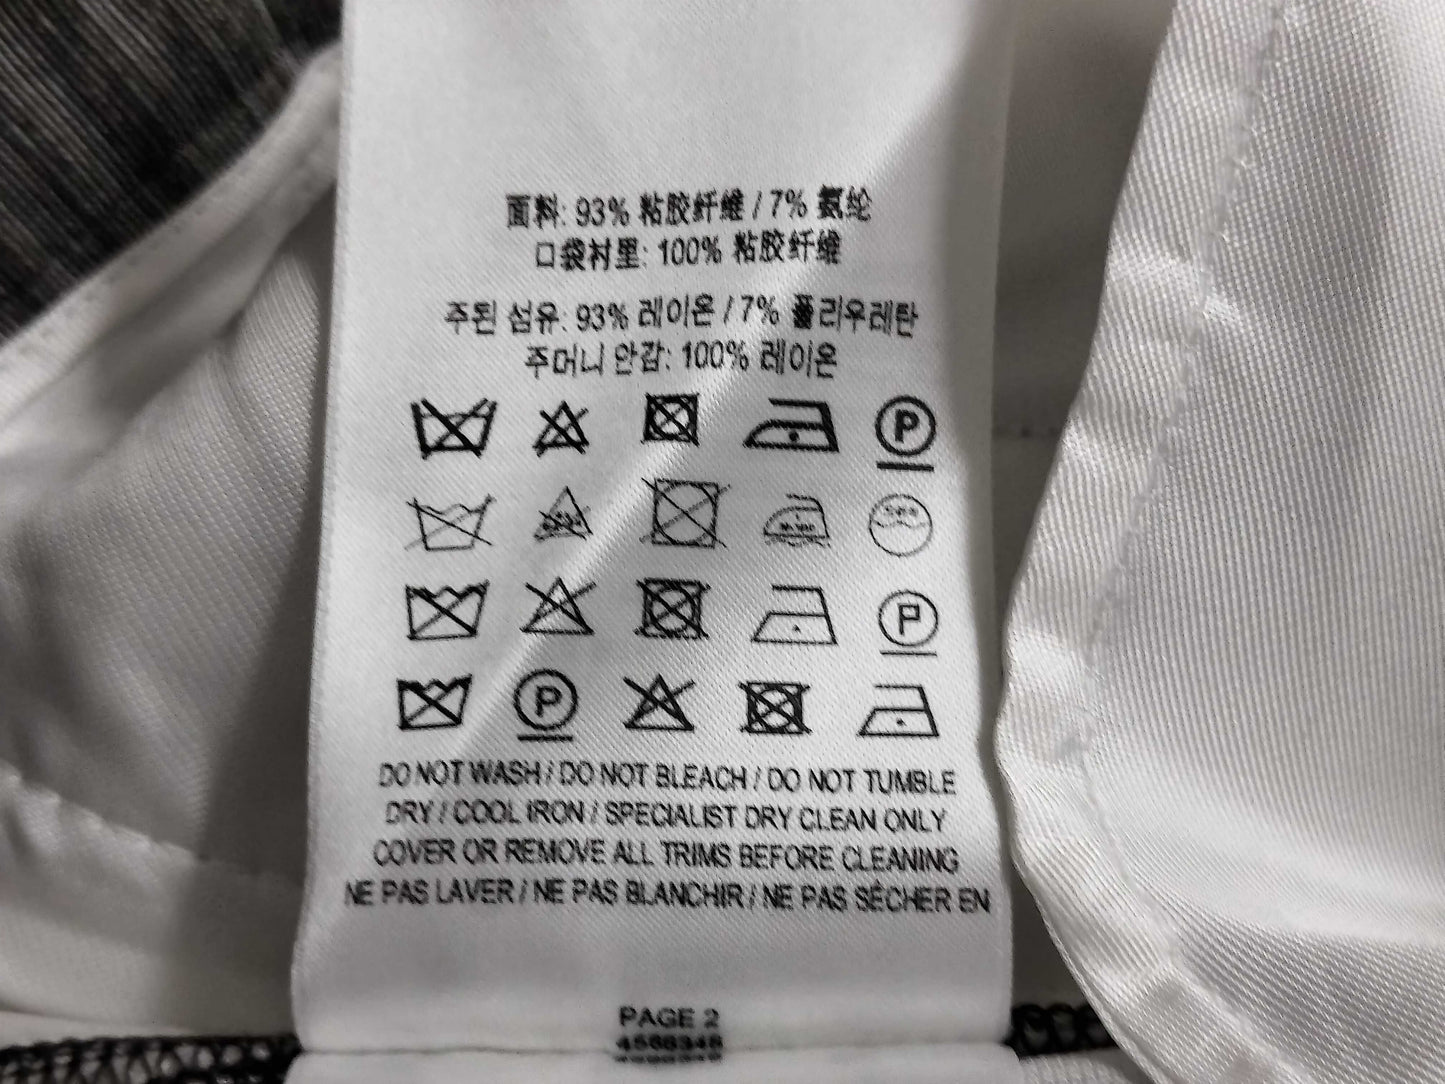 面料: 93% 粘胶纤维 / 7% 氨纶
口袋衬里: 100% 粘胶纤维
주된 섬유: 93% 레이온 / 7% 폴리우레탄
주머니 안감: 100% 레이온
P
P
P
DO NOT WASH / DO NOT BLEACH / DO NOT TUMBLE
DRY / COOL IRON / SPECIALIST DRY CLEAN ONLY
COVER OR REMOVE ALL TRIMS BEFORE CLEANING
NE PAS LAVER / NE PAS BLANCHIR / NE PAS SÉCHER EN
PAGE 2